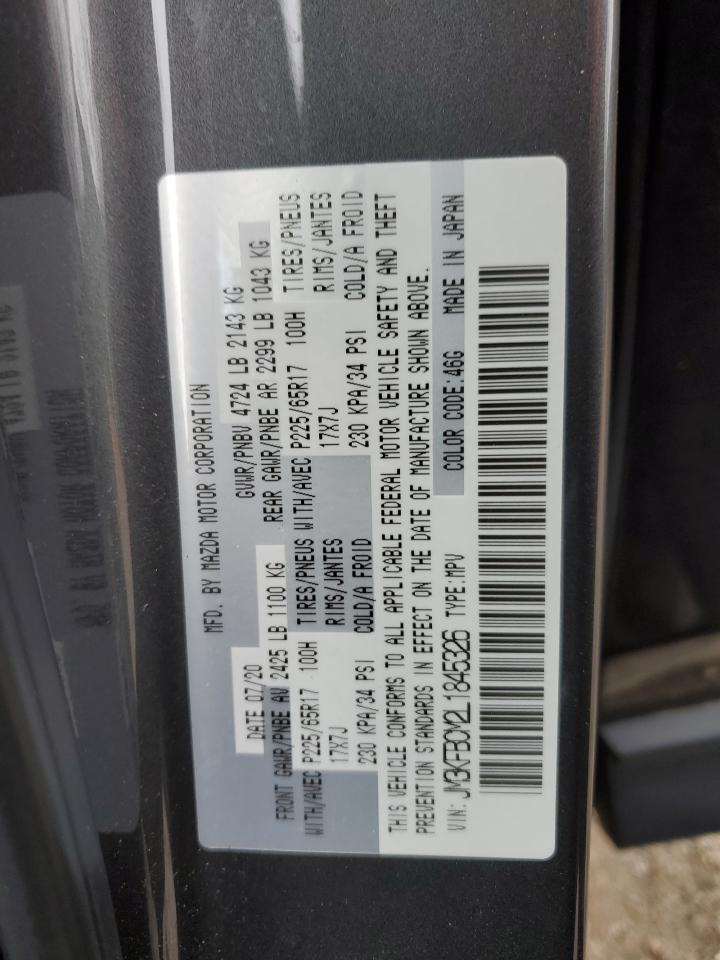 MFD. BY MAZDA MOTOR CORPORATION
DATE 07/20 GVWR/PNBV 4724 LB 2143 KG
FRONT GAWR/PNBE AV 2425 LB 1100 KG REAR GAWR/PNBE AR 2299 LB 1043 KG
WITH/AVEC P225/65R17 100H TIRES/PNEUS WITH/AVEC P225/65R17 100H TIRES/PNEUS
17X7J RIMS/JANTES 17X7J RIMS/JANTES
230 KPA/34 PSI COLD/A FROID 230 KPA/34 PSI COLD/A FROID
THIS VEHICLE CONFORMS TO ALL APPLICABLE FEDERAL MOTOR VEHICLE SAFETY AND THEFT
PREVENTION STANDARDS IN EFFECT ON THE DATE OF MANUFACTURE SHOWN ABOVE.
VIN: JM3KFBCM2L1845326 TYPE:MPV COLOR CODE:46G MADE IN JAPAN